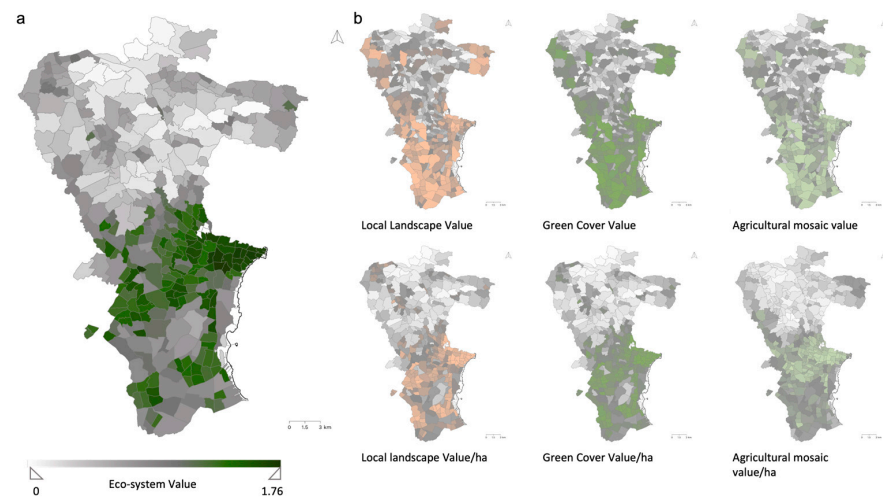 a
b
0 1.5 3 km
Local Landscape Value
Green Cover Value
Agricultural mosaic value
Eco-system Value
0
1.76
Local landscape Value/ha
Green Cover Value/ha
Agricultural mosaic
value/ha